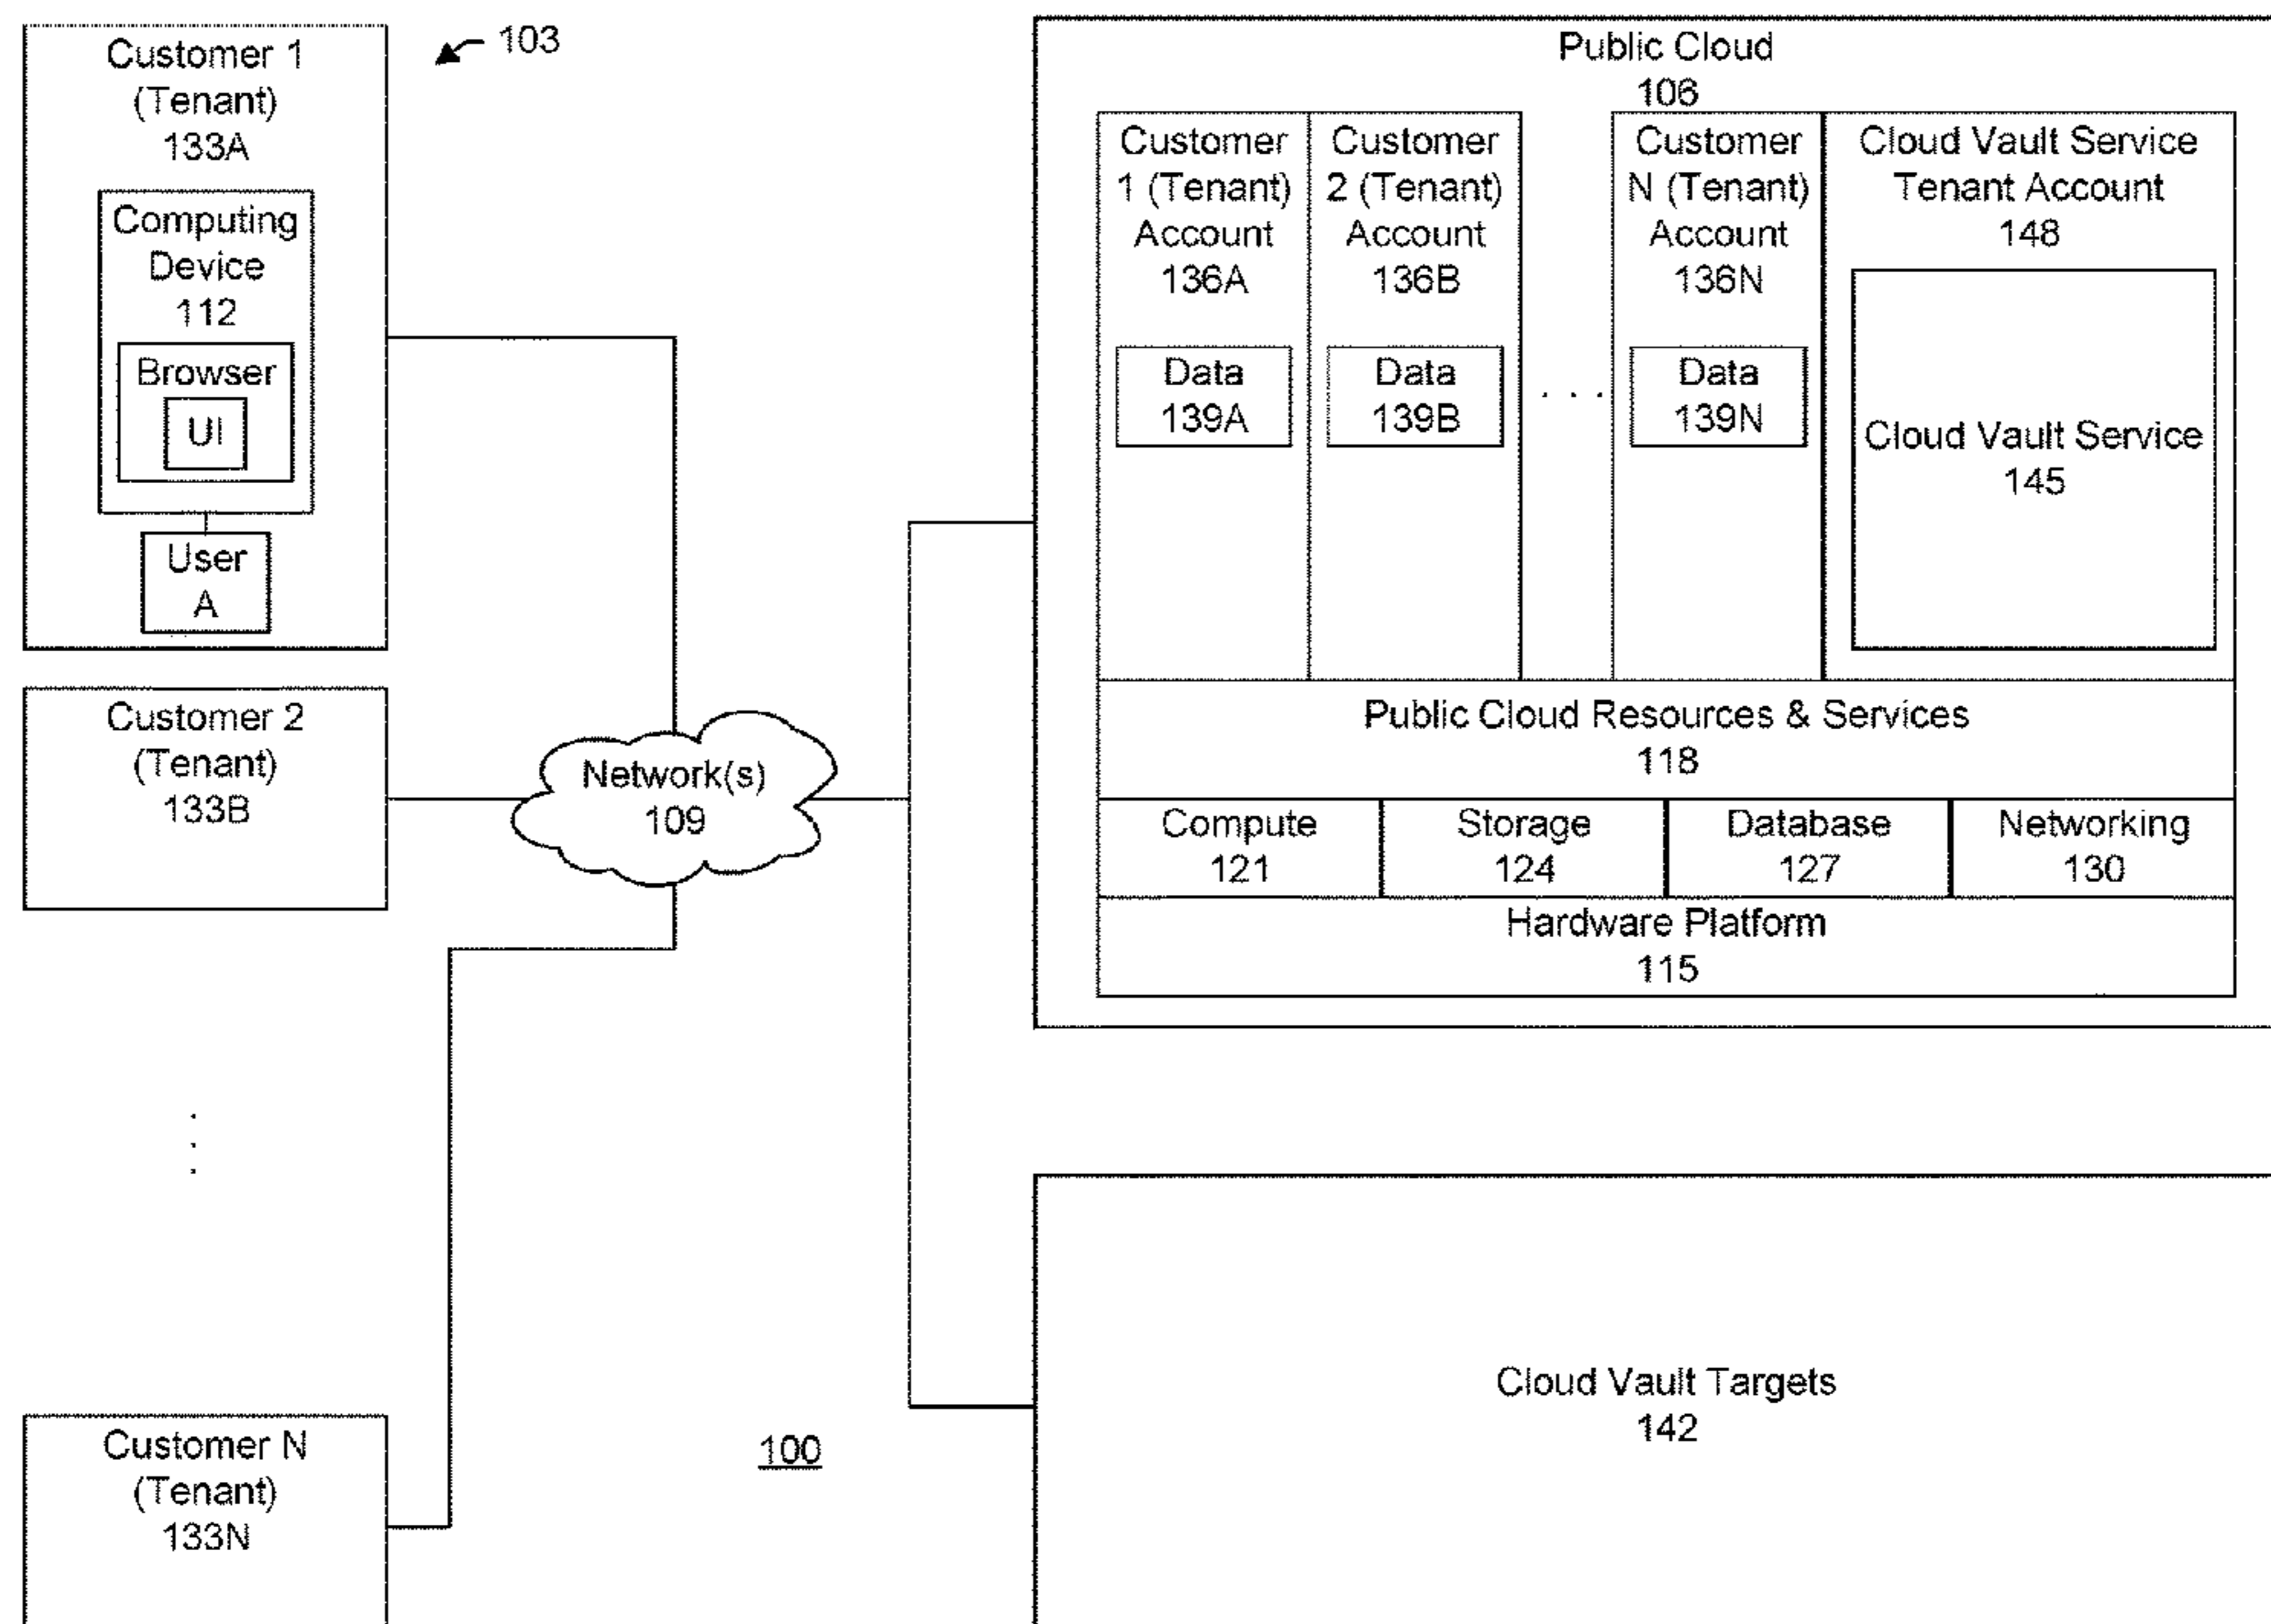 Customer 1
(Tenant)
133A
Computing
Device
112
Browser
UI
User
A
103
Customer 2
(Tenant)
133B
Customer N
(Tenant)
133N
Network(s)
109
100
Public Cloud
106
Customer
1 (Tenant)
Account
136A
Data
139A
Customer
2 (Tenant)
Account
136B
Data
139B
. . .
Customer
N (Tenant)
Account
136N
Data
139N
Cloud Vault Service
Tenant Account
148
Cloud Vault Service
145
Public Cloud Resources & Services
118
Compute
121
Storage
124
Database
127
Networking
130
Hardware Platform
115
Cloud Vault Targets
142